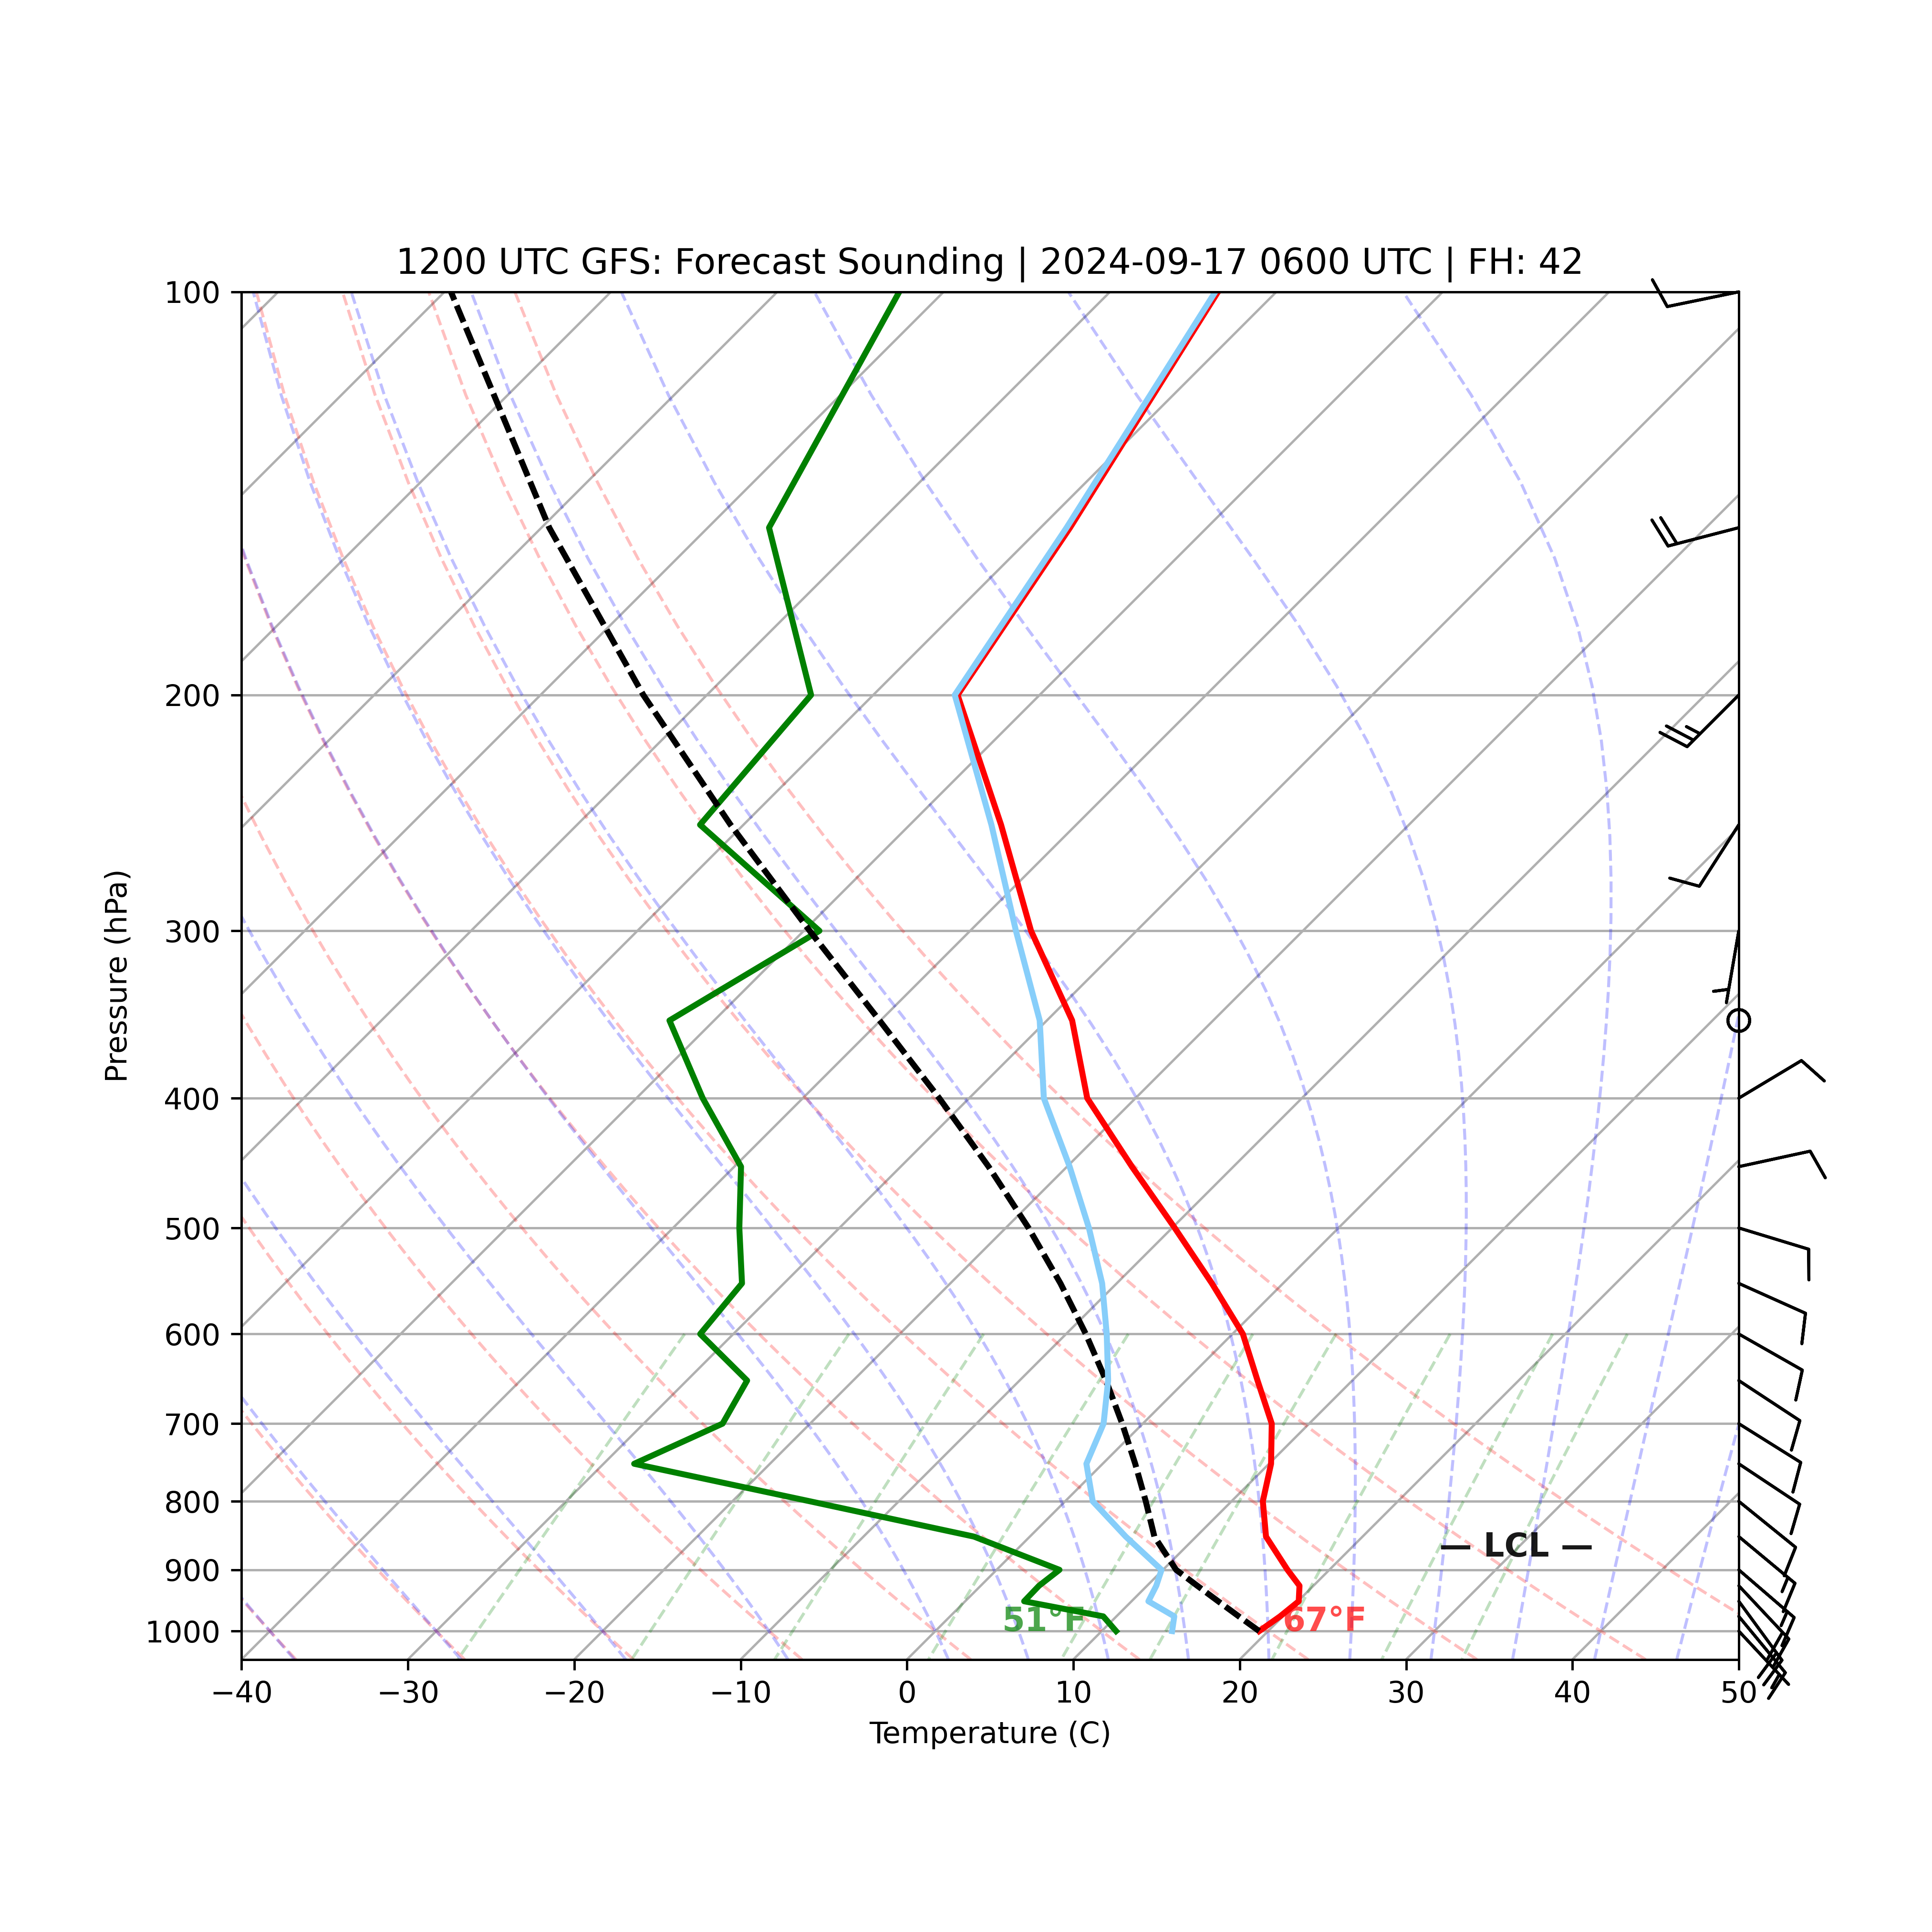 1200 UTC GFS: Forecast Sounding | 2024-09-17 0600 UTC | FH: 42
100
200
300
400
500
600
700
800
900
1000
Pressure (hPa)
— LCL —
51°F
67°F
−40 −30 −20 −10 0 10 20 30 40 50
Temperature (C)